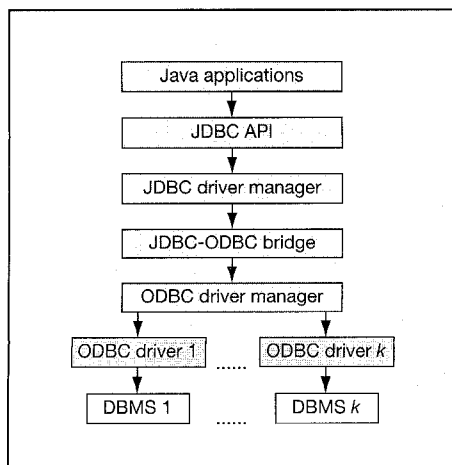 Java applications
JDBC API
JDBC driver manager
JDBC-ODBC bridge
ODBC driver manager
ODBC driver 1 ...... ODBC driver k
DBMS 1 ...... DBMS k